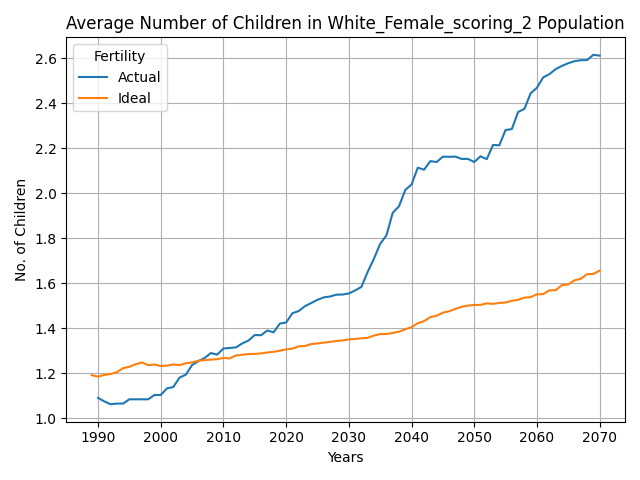 Average Number of Children in White_Female_scoring_2 Population
Fertility
Actual
Ideal
No. of Children
2.6
2.4
2.2
2.0
1.8
1.6
1.4
1.2
1.0
1990 2000 2010 2020 2030 2040 2050 2060 2070
Years